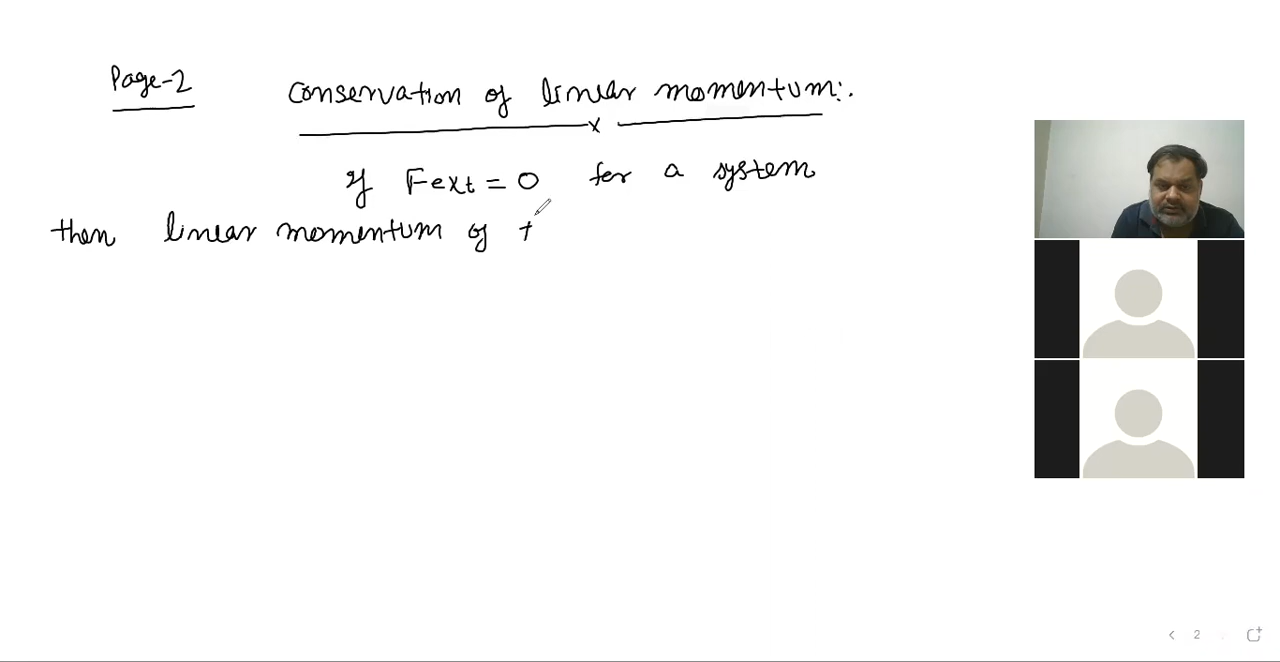 Page-2
Conservation of linear momentum:.
If Fext = 0 for a system
then linear momentum of t
2